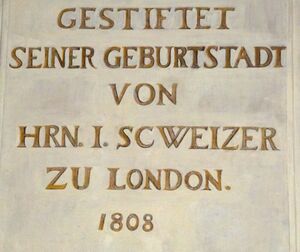 GESTIFTET
SEINER GEBURTSTADT
VON
HRN. I. SCWEIZER
ZU LONDON.
1808